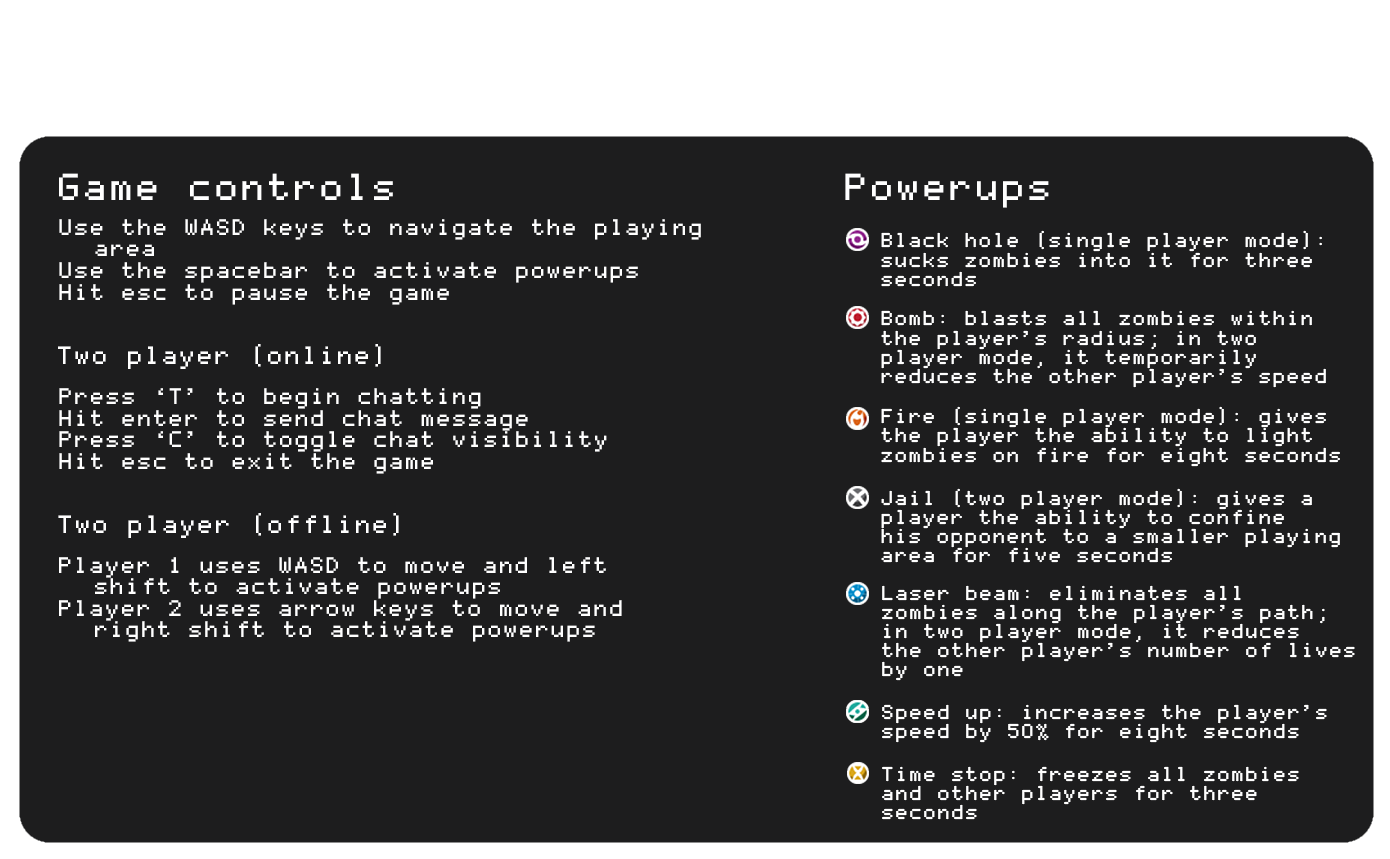 Game controls
Use the WASD keys to navigate the playing
area
Use the spacebar to activate powerups
Hit esc to pause the game
Two player (online)
Press ‘T’ to begin chatting
Hit enter to send chat message
Press ‘C’ to toggle chat visibility
Hit esc to exit the game
Two player (offline)
Player 1 uses WASD to move and left
shift to activate powerups
Player 2 uses arrow keys to move and
right shift to activate powerups
Powerups
Black hole (single player mode):
sucks zombies into it for three
seconds
Bomb: blasts all zombies within
the player’s radius; in two
player mode, it temporarily
reduces the other player’s speed
Fire (single player mode): gives
the player the ability to light
zombies on fire for eight seconds
Jail (two player mode): gives a
player the ability to confine
his opponent to a smaller playing
area for five seconds
Laser beam: eliminates all
zombies along the player’s path;
in two player mode, it reduces
the other player’s number of lives
by one
Speed up: increases the player’s
speed by 50% for eight seconds
Time stop: freezes all zombies
and other players for three
seconds